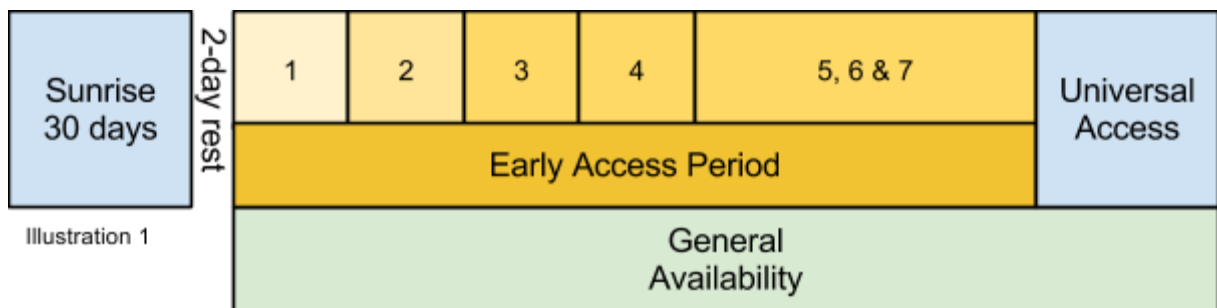 Sunrise
30 days
2-day rest
1
2
3
4
5, 6 & 7
Universal
Access
Early Access Period
Illustration 1
General
Availability